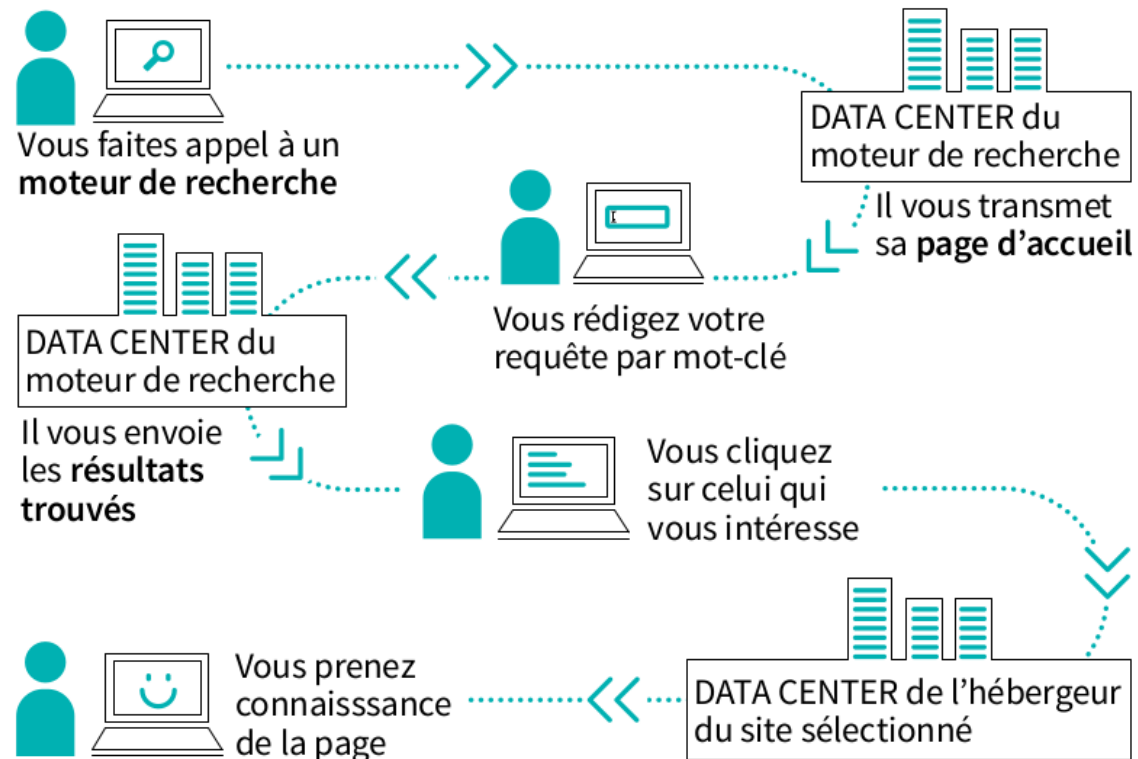 Vous faites appel à un
moteur de recherche
DATA CENTER du
moteur de recherche
Il vous transmet
sa page d’accueil
Vous rédigez votre
requête par mot-clé
DATA CENTER du
moteur de recherche
Il vous envoie
les résultats
trouvés
Vous cliquez
sur celui qui
vous intéresse
DATA CENTER de l’hébergeur
du site sélectionné
Vous prenez
connaisssance
de la page